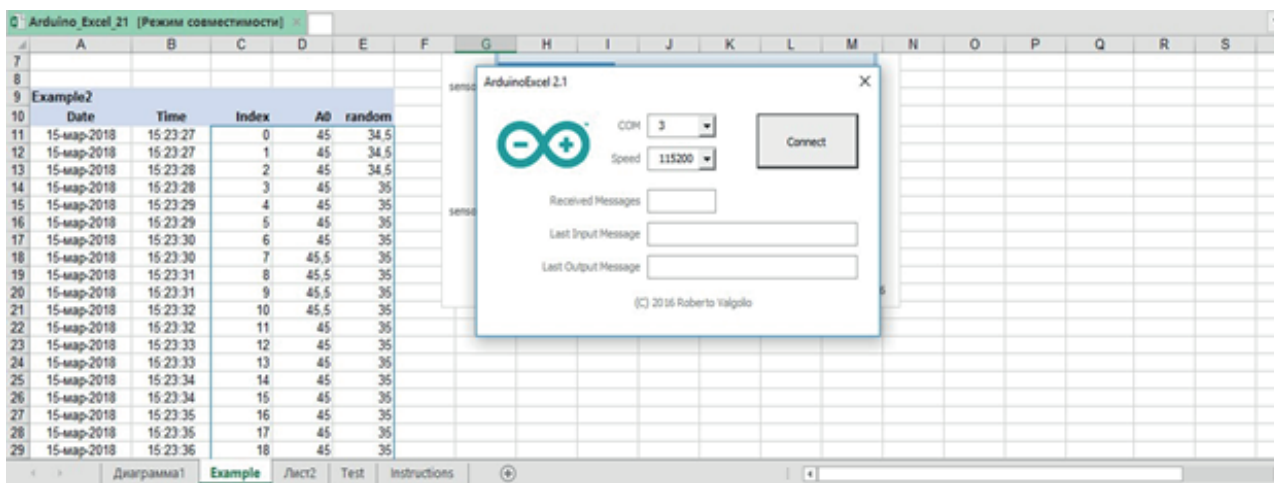 Arduino_Excel_21 [Режим совместимости]
A B C D E F G H I J K L M N O P Q R S
7
8
9 Example2
10 Date Time Index A0 random
11 15-мар-2018 15:23:27 0 45 34,5
12 15-мар-2018 15:23:27 1 45 34,5
13 15-мар-2018 15:23:28 2 45 34,5
14 15-мар-2018 15:23:28 3 45 35
15 15-мар-2018 15:23:29 4 45 35
16 15-мар-2018 15:23:29 5 45 35
17 15-мар-2018 15:23:30 6 45 35
18 15-мар-2018 15:23:30 7 45,5 35
19 15-мар-2018 15:23:31 8 45,5 35
20 15-мар-2018 15:23:31 9 45,5 35
21 15-мар-2018 15:23:32 10 45,5 35
22 15-мар-2018 15:23:32 11 45 35
23 15-мар-2018 15:23:33 12 45 35
24 15-мар-2018 15:23:33 13 45 35
25 15-мар-2018 15:23:34 14 45 35
26 15-мар-2018 15:23:34 15 45 35
27 15-мар-2018 15:23:35 16 45 35
28 15-мар-2018 15:23:35 17 45 35
29 15-мар-2018 15:23:36 18 45 35
ArduinoExcel 2.1
COM 3
Connect
Speed 115200
Received Messages
Last Input Message
Last Output Message
(C) 2016 Roberto Valgolio
Диаграмма1 Example Лист2 Test Instructions